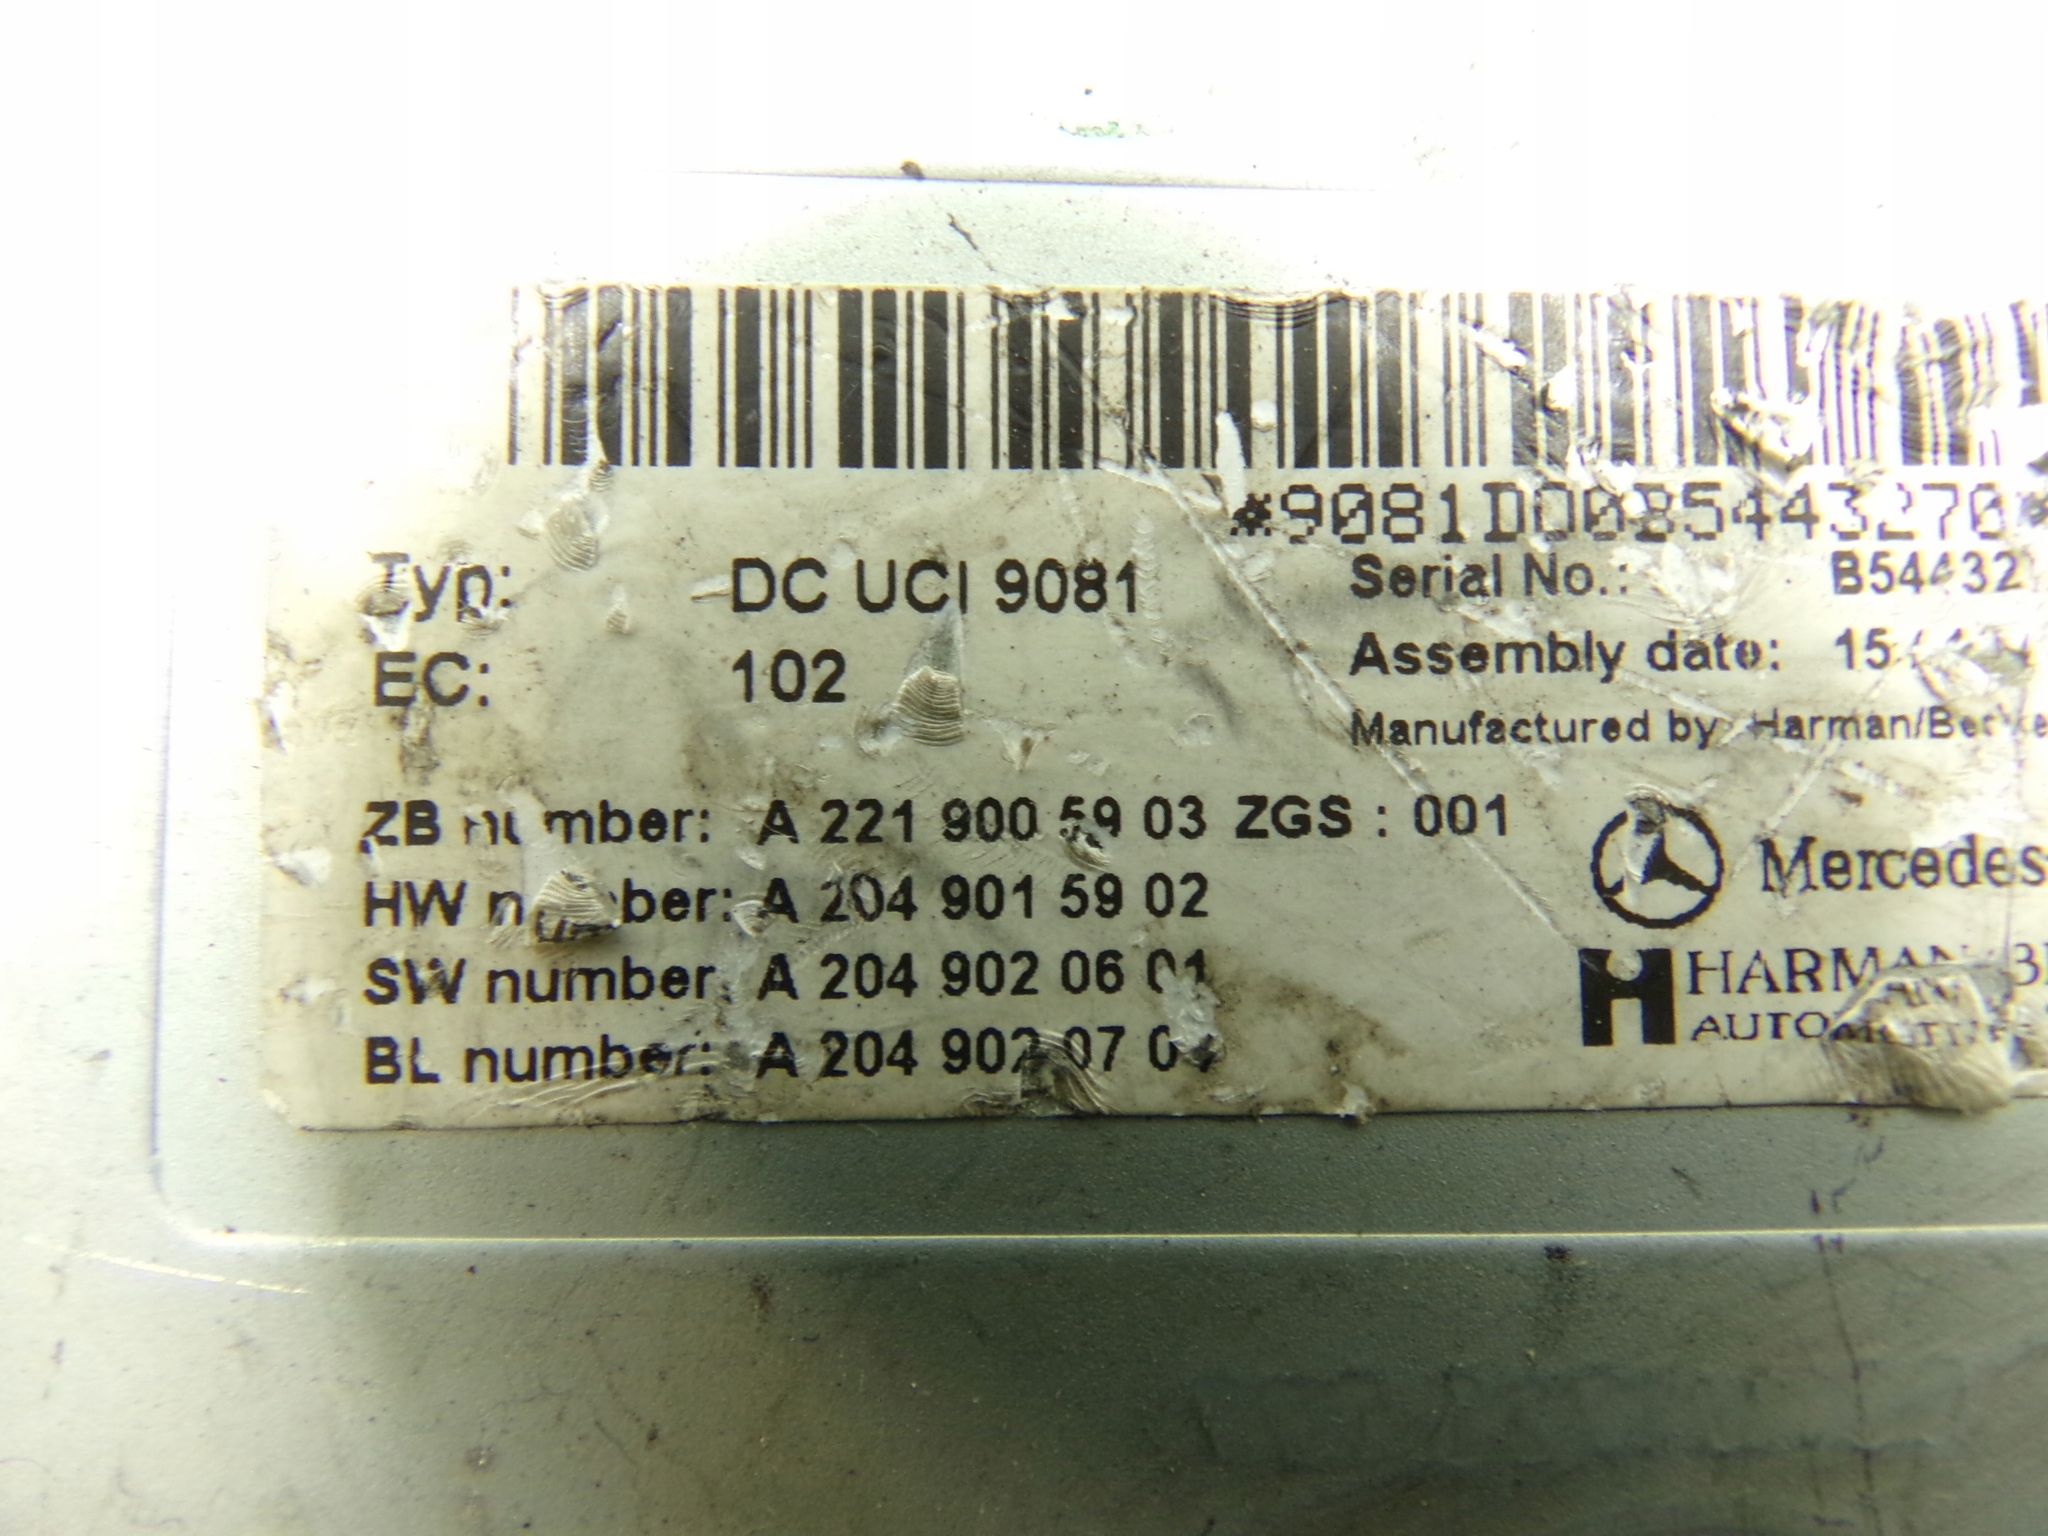 *9081D0085443270*
Typ: DC UCI 9081
Serial No.:
EC: 102
Assembly date:
Manufactured by: Harman/Becke
ZB number: A 221 900 59 03 ZGS : 001
HW number: A 204 901 59 02
SW number: A 204 902 06 01
BL number: A 204 902 07
Mercedes
HARMAN
AUTOMOTIVE